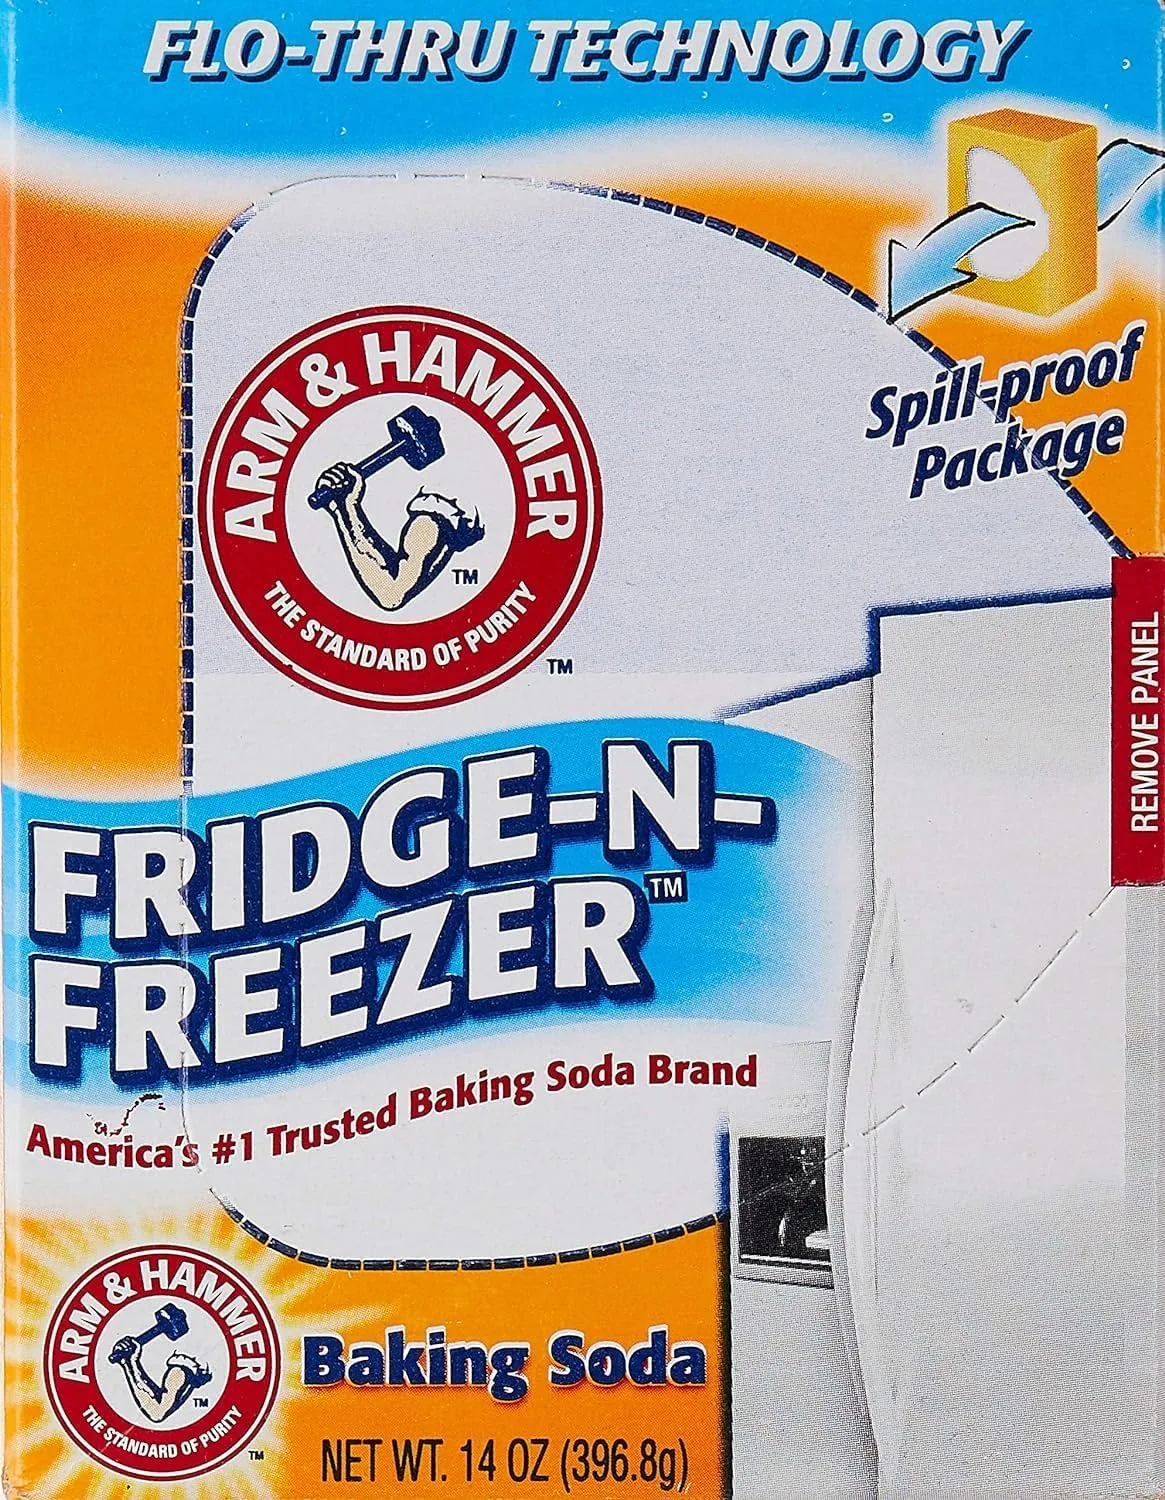 FLO-THRU TECHNOLOGY
Spill-proof
Package
ARM & HAMMER
TM
THE STANDARD OF PURITY
TM
REMOVE PANEL
FRIDGE-N-
FREEZER™
America's #1 Trusted Baking Soda Brand
ARM & HAMMER
TM
THE STANDARD OF PURITY
TM
Baking Soda
NET WT. 14 OZ (396.8g)